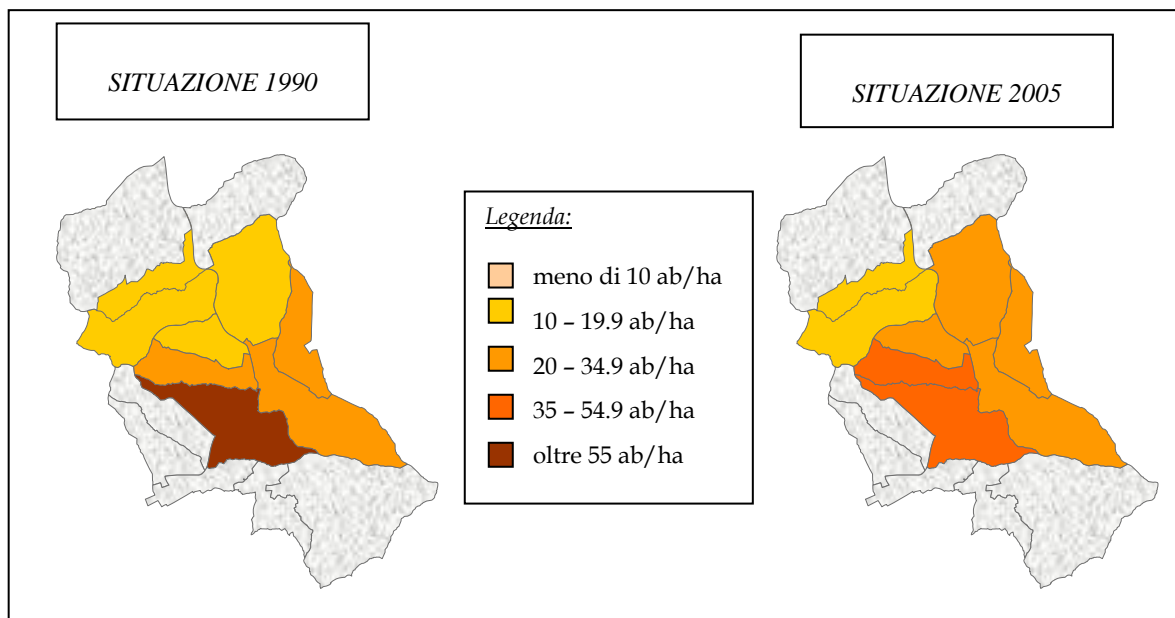 SITUAZIONE 1990
SITUAZIONE 2005
Legenda:
meno di 10 ab/ha
10 – 19.9 ab/ha
20 – 34.9 ab/ha
35 – 54.9 ab/ha
oltre 55 ab/ha